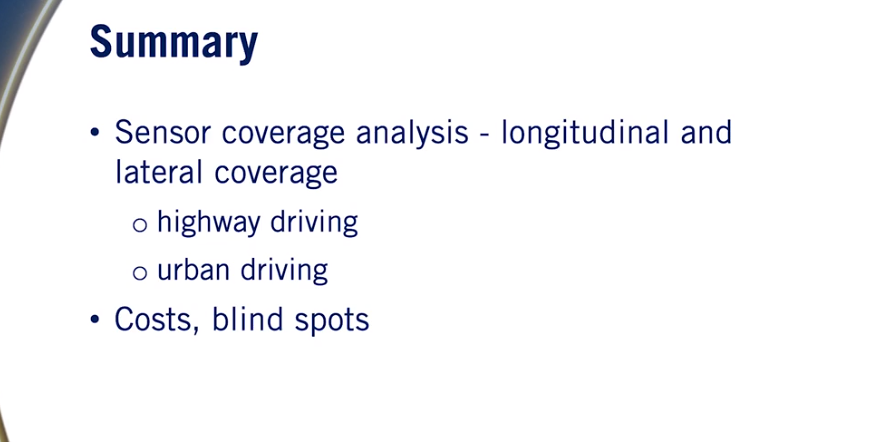 Summary
• Sensor coverage analysis - longitudinal and
lateral coverage
o highway driving
o urban driving
• Costs, blind spots